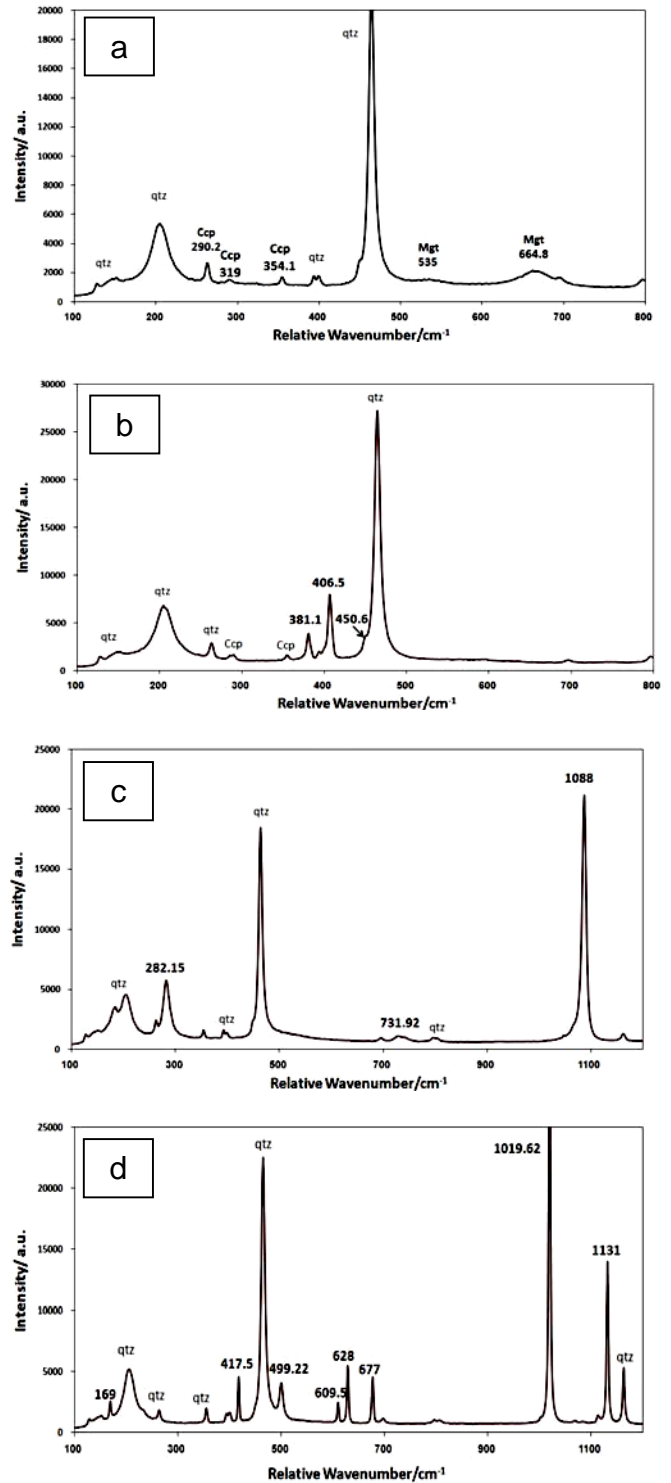 a
20000
18000
16000
14000
12000
10000
8000
6000
4000
2000
0
Intensity/ a.u.
qtz
qtz
Ccp
290.2
Ccp
319
Ccp
354.1
qtz
qtz
Mgt
535
Mgt
664.8
100 200 300 400 500 600 700 800
Relative Wavenumber/cm-1
b
30000
25000
20000
15000
10000
5000
0
Intensity/ a.u.
qtz
qtz
qtz
Ccp
Ccp
381.1
406.5
450.6
qtz
100 200 300 400 500 600 700 800
Relative Wavenumber/cm-1
c
25000
20000
15000
10000
5000
0
Intensity/ a.u.
qtz
282.15
qtz
qtz
731.92
qtz
1088
100 300 500 700 900 1100
Relative Wavenumber/cm-1
d
25000
20000
15000
10000
5000
0
Intensity/ a.u.
169
qtz
qtz
qtz
417.5
qtz
499.22
609.5
628
677
1019.62
1131
qtz
100 300 500 700 900 1100
Relative Wavenumber/cm-1